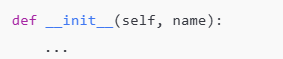 def __init__(self, name):
    ...